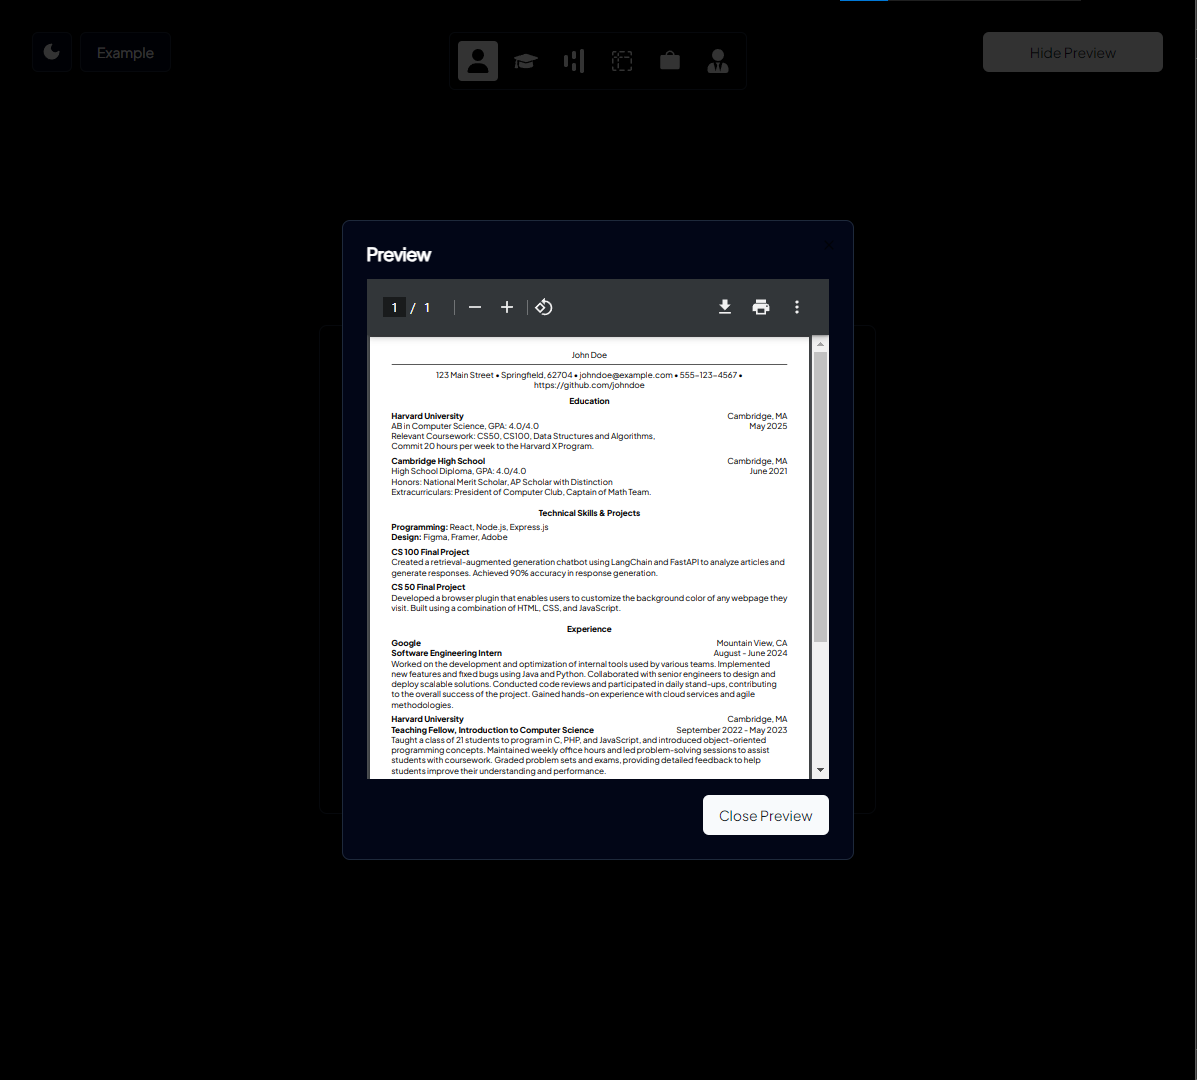 Example
Hide Preview
Preview
1 / 1
John Doe
123 Main Street • Springfield, 62704 • johndoe@example.com • 555-123-4567 •
https://github.com/johndoe
Education
Harvard University Cambridge, MA
AB in Computer Science, GPA: 4.0/4.0 May 2025
Relevant Coursework: CS50, CS100, Data Structures and Algorithms,
Commit 20 hours per week to the Harvard X Program.
Cambridge High School Cambridge, MA
High School Diploma, GPA: 4.0/4.0 June 2021
Honors: National Merit Scholar, AP Scholar with Distinction
Extracurriculars: President of Computer Club, Captain of Math Team.
Technical Skills & Projects
Programming: React, Node.js, Express.js
Design: Figma, Framer, Adobe
CS 100 Final Project
Created a retrieval-augmented generation chatbot using LangChain and FastAPI to analyze articles and
generate responses. Achieved 90% accuracy in response generation.
CS 50 Final Project
Developed a browser plugin that enables users to customize the background color of any webpage they
visit. Built using a combination of HTML, CSS, and JavaScript.
Experience
Google Mountain View, CA
Software Engineering Intern August - June 2024
Worked on the development and optimization of internal tools used by various teams. Implemented
new features and fixed bugs using Java and Python. Collaborated with senior engineers to design and
deploy scalable solutions. Conducted code reviews and participated in daily stand-ups, contributing
to the overall success of the project. Gained hands-on experience with cloud services and agile
methodologies.
Harvard University Cambridge, MA
Teaching Fellow, Introduction to Computer Science September 2022 - May 2023
Taught a class of 21 students to program in C, PHP, and JavaScript, and introduced object-oriented
programming concepts. Maintained weekly office hours and led problem-solving sessions to assist
students with coursework. Graded problem sets and exams, providing detailed feedback to help
students improve their understanding and performance.
Close Preview